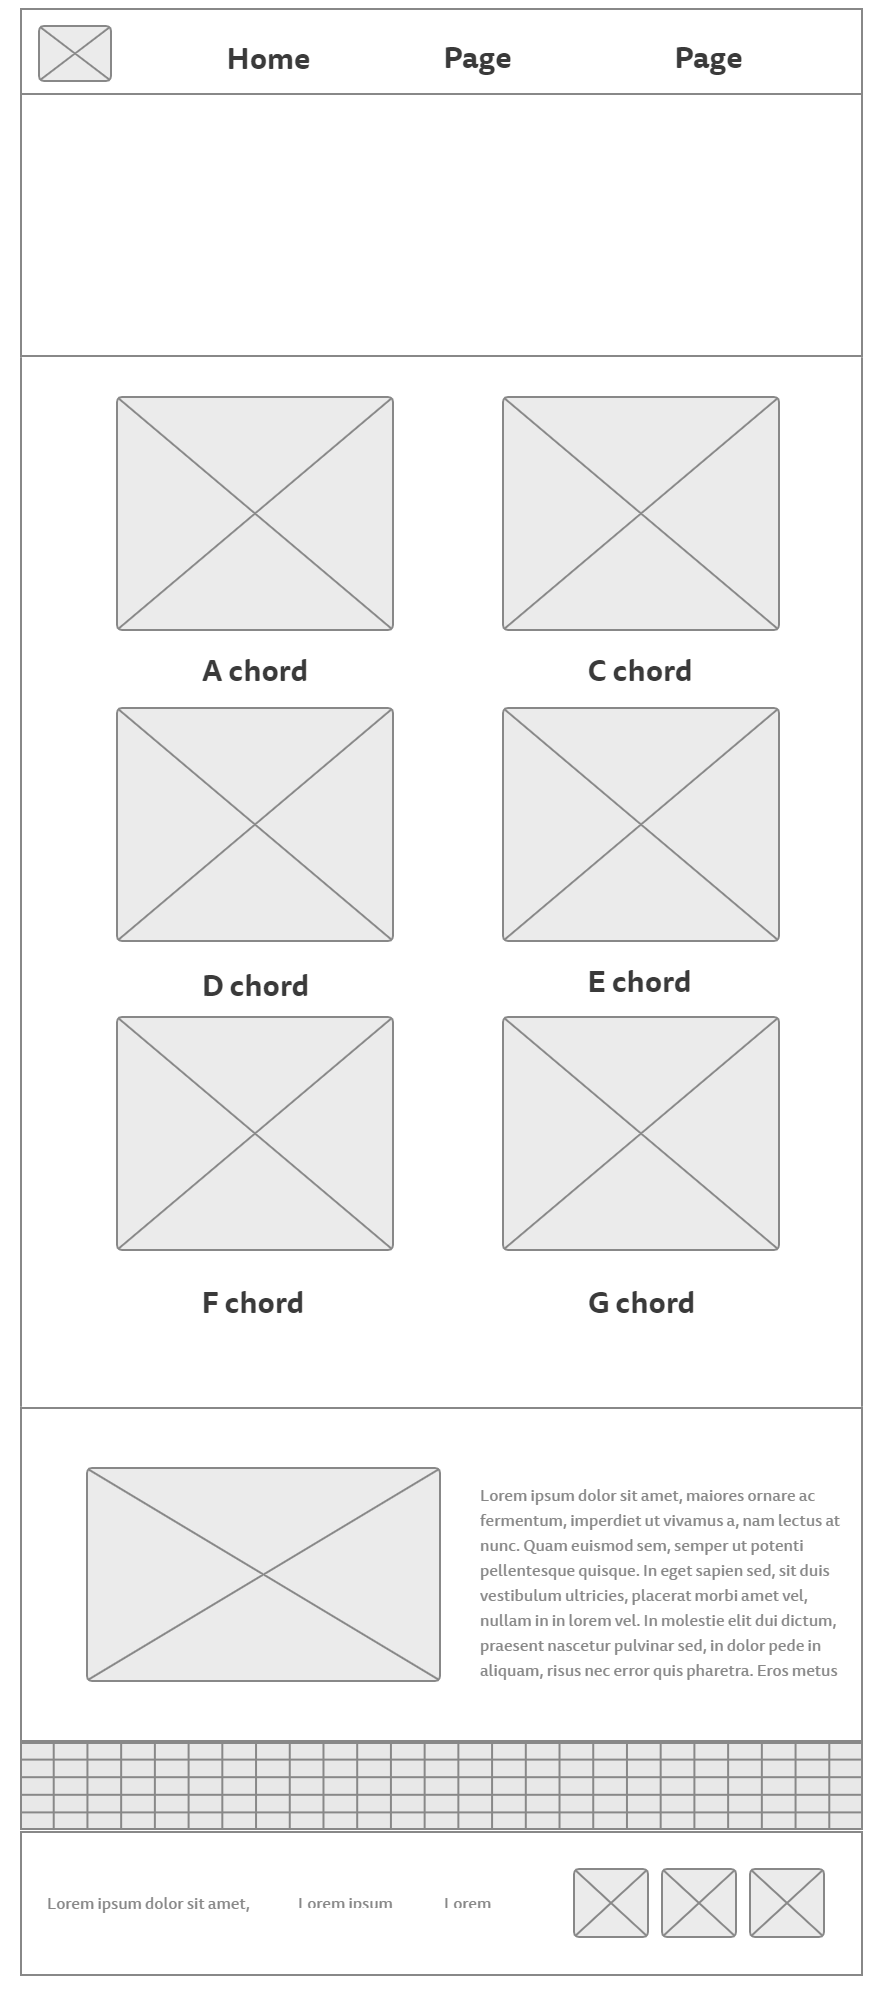 Home Page Page
A chord C chord
D chord E chord
F chord G chord
Lorem ipsum dolor sit amet, maiores ornare ac
fermentum, imperdiet ut vivamus a, nam lectus at
nunc. Quam euismod sem, semper ut potenti
pellentesque quisque. In eget sapien sed, sit duis
vestibulum ultricies, placerat morbi amet vel,
nullam in in lorem vel. In molestie elit dui dictum,
praesent nascetur pulvinar sed, in dolor pede in
aliquam, risus nec error quis pharetra. Eros metus
Lorem ipsum dolor sit amet, Lorem ipsum Lorem